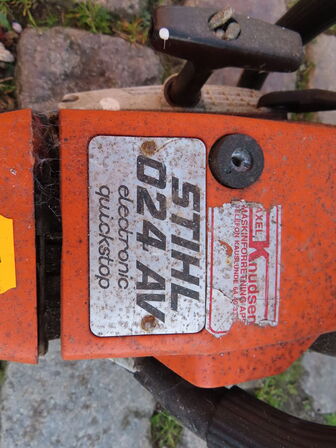 STIHL
024 AV
electronic
quickstop
AXEL
Knudsen
MASKINFORRETNING APS